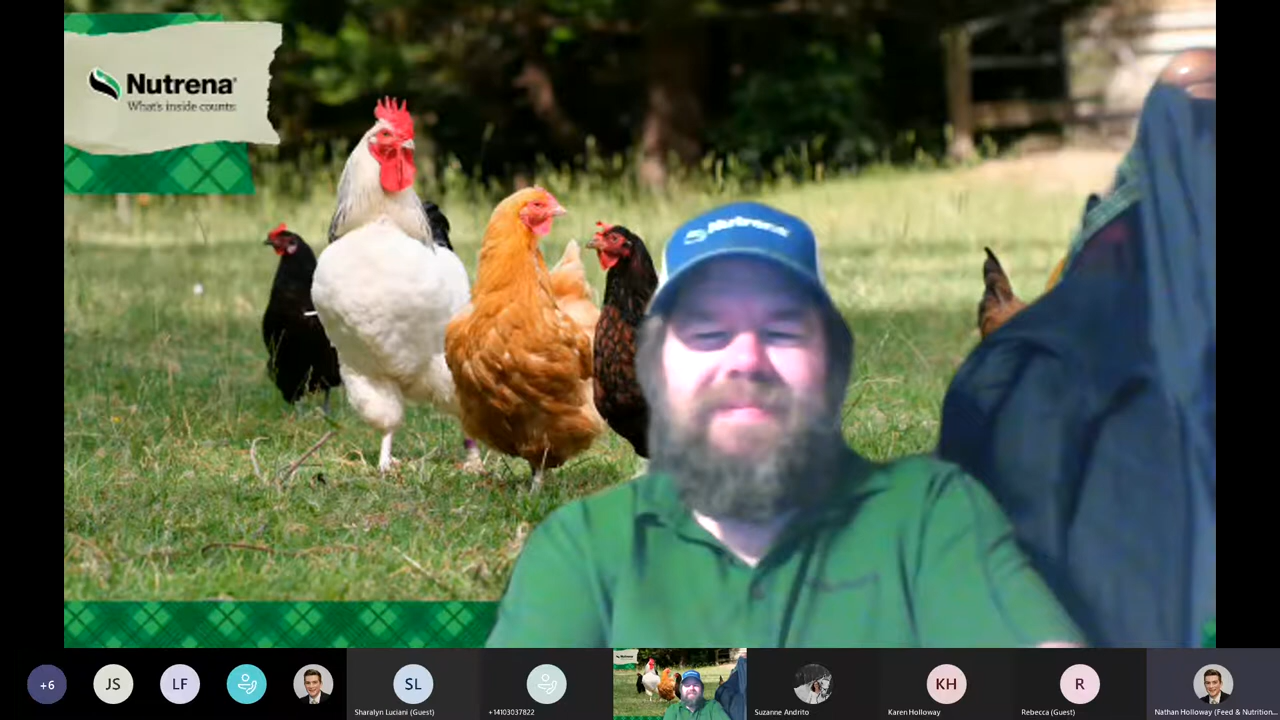 Nutrena®
What's inside counts
Nutrena
+6
JS
LF
SL
Sharalyn Luciani (Guest)
+14103037822
Suzanne Andrito
KH
Karen Holloway
R
Rebecca (Guest)
Nathan Holloway (Feed & Nutrition...